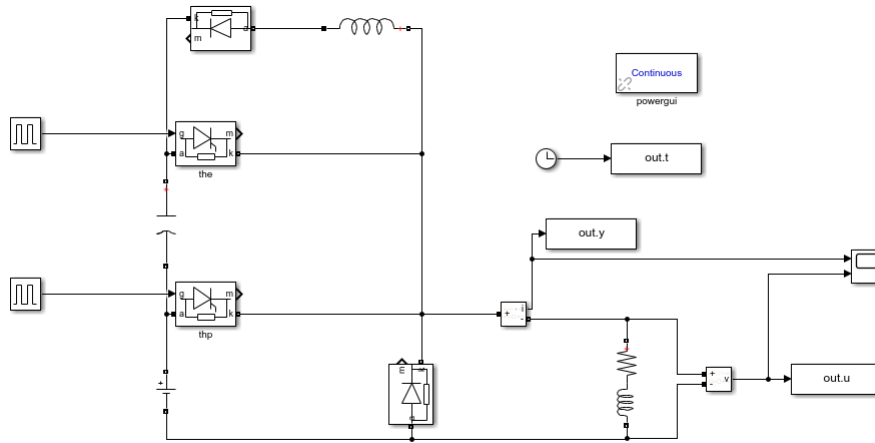 k
m
a
+
Continuous
powergui
g
m
a
k
the
out.t
+
out.y
g
m
a
k
thp
+
i
-
m
k
a
+
+
-
v
out.u
+